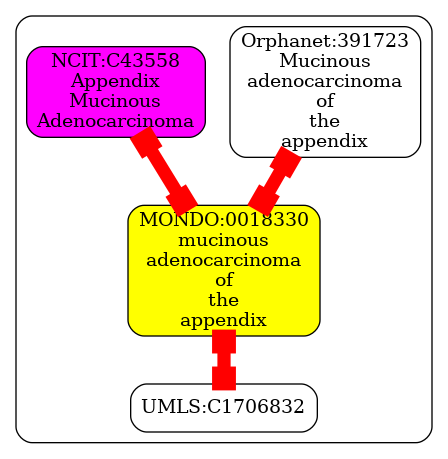 NCIT:C43558
Appendix
Mucinous
Adenocarcinoma
Orphanet:391723
Mucinous
adenocarcinoma
of
the
appendix
MONDO:0018330
mucinous
adenocarcinoma
of
the
appendix
UMLS:C1706832